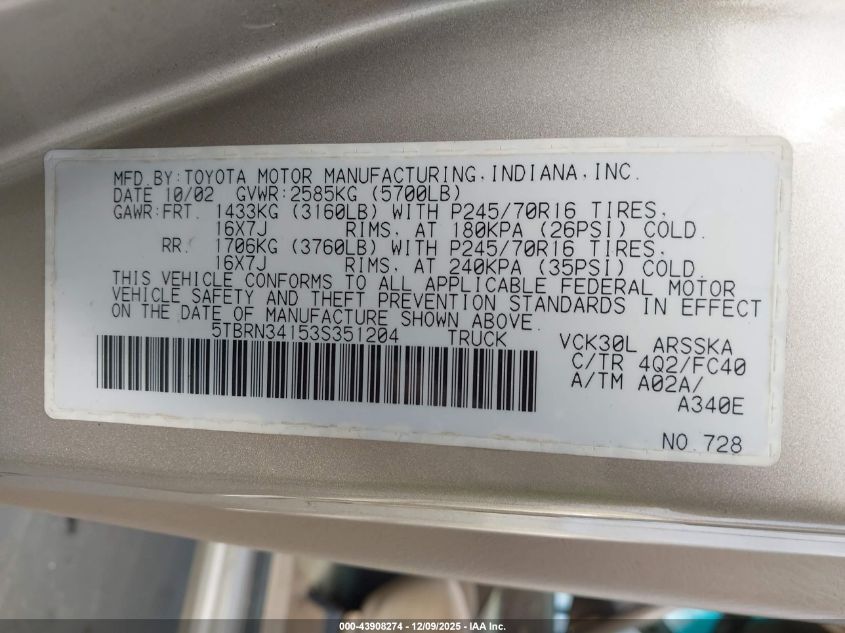 MFD. BY: TOYOTA MOTOR MANUFACTURING, INDIANA, INC.
DATE 10/02 GVWR: 2585KG (5700LB)
GAWR: FRT. 1433KG (3160LB) WITH P245/70R16 TIRES,
16X7J RIMS, AT 180KPA (26PSI) COLD.
RR. 1706KG (3760LB) WITH P245/70R16 TIRES,
16X7J RIMS, AT 240KPA (35PSI) COLD.
THIS VEHICLE CONFORMS TO ALL APPLICABLE FEDERAL MOTOR
VEHICLE SAFETY AND THEFT PREVENTION STANDARDS IN EFFECT
ON THE DATE OF MANUFACTURE SHOWN ABOVE.
5TBRN34153S351204 TRUCK
VCK30L ARSSKA
C/TR 4Q2/FC40
A/TM A02A/
A340E
NO. 728
000-43908274 | 12/09/2025 - IAA Inc.